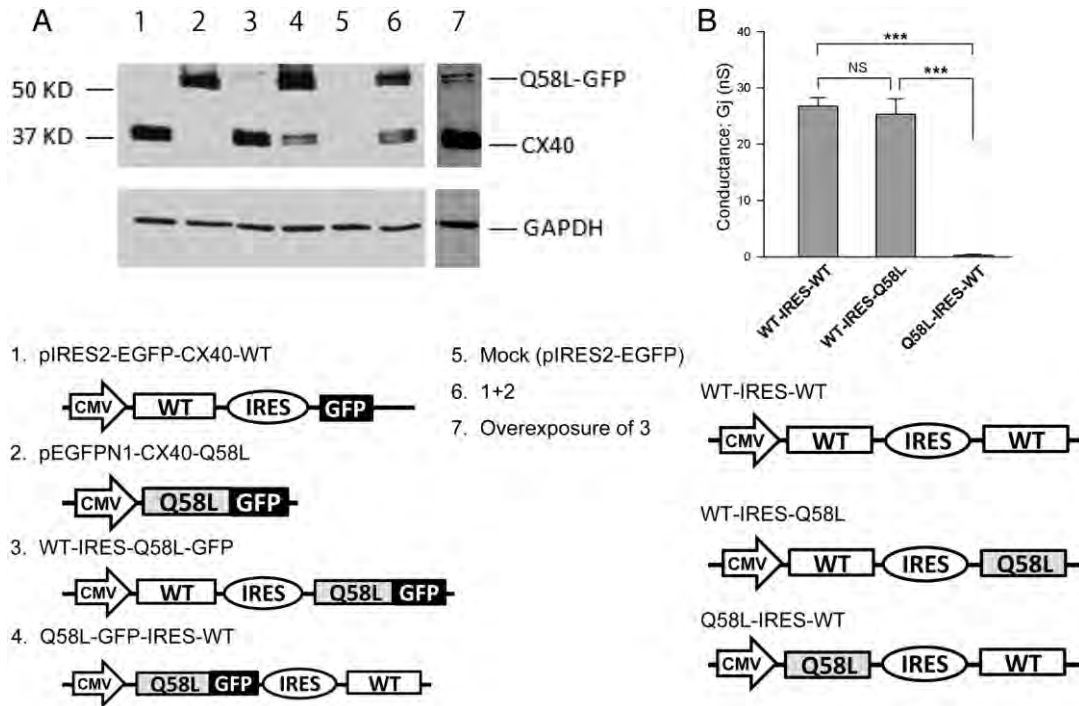 A
1 2 3 4 5 6 7
50 KD
37 KD
Q58L-GFP
CX40
GAPDH
B
Conductance; Gj (nS)
40
30
20
10
0
***
NS
***
WT-IRES-WT
WT-IRES-Q58L
Q58L-IRES-WT
1. pIRES2-EGFP-CX40-WT
CMV WT IRES GFP
2. pEGFPN1-CX40-Q58L
CMV Q58L GFP
3. WT-IRES-Q58L-GFP
CMV WT IRES Q58L GFP
4. Q58L-GFP-IRES-WT
CMV Q58L GFP IRES WT
5. Mock (pIRES2-EGFP)
6. 1+2
7. Overexposure of 3
WT-IRES-WT
CMV WT IRES WT
WT-IRES-Q58L
CMV WT IRES Q58L
Q58L-IRES-WT
CMV Q58L IRES WT